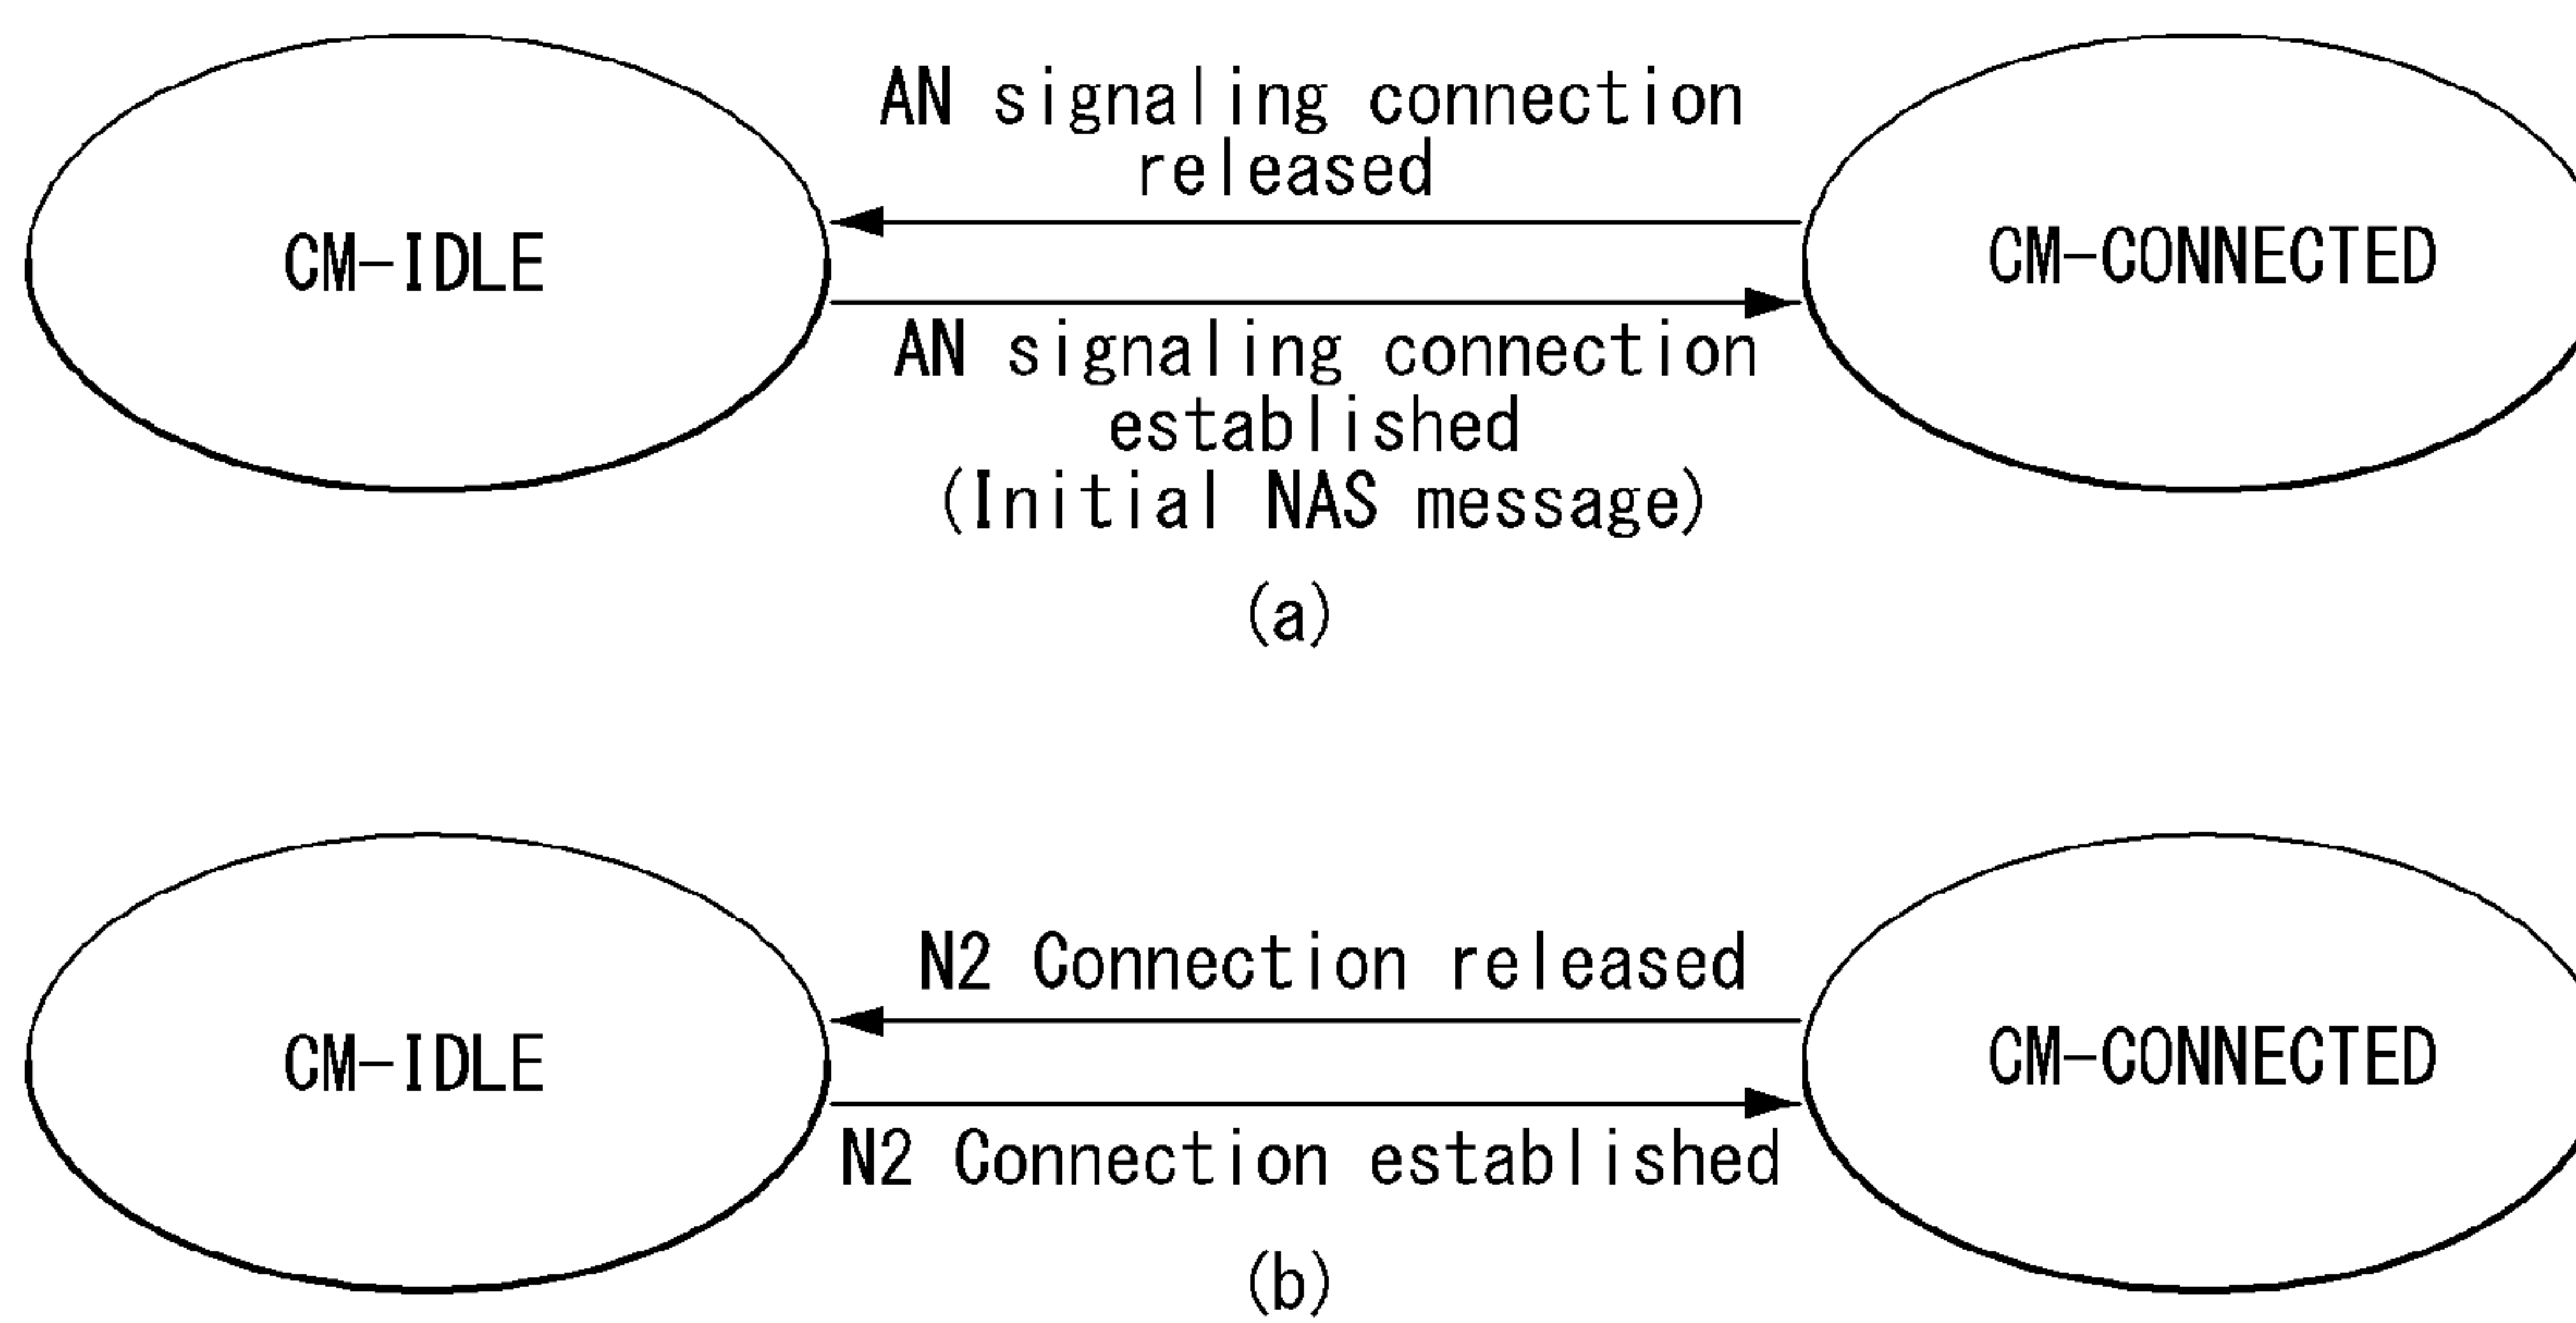 AN signaling connection
released
CM-IDLE
CM-CONNECTED
AN signaling connection
established
(Initial NAS message)
(a)
N2 Connection released
CM-IDLE
CM-CONNECTED
N2 Connection established
(b)